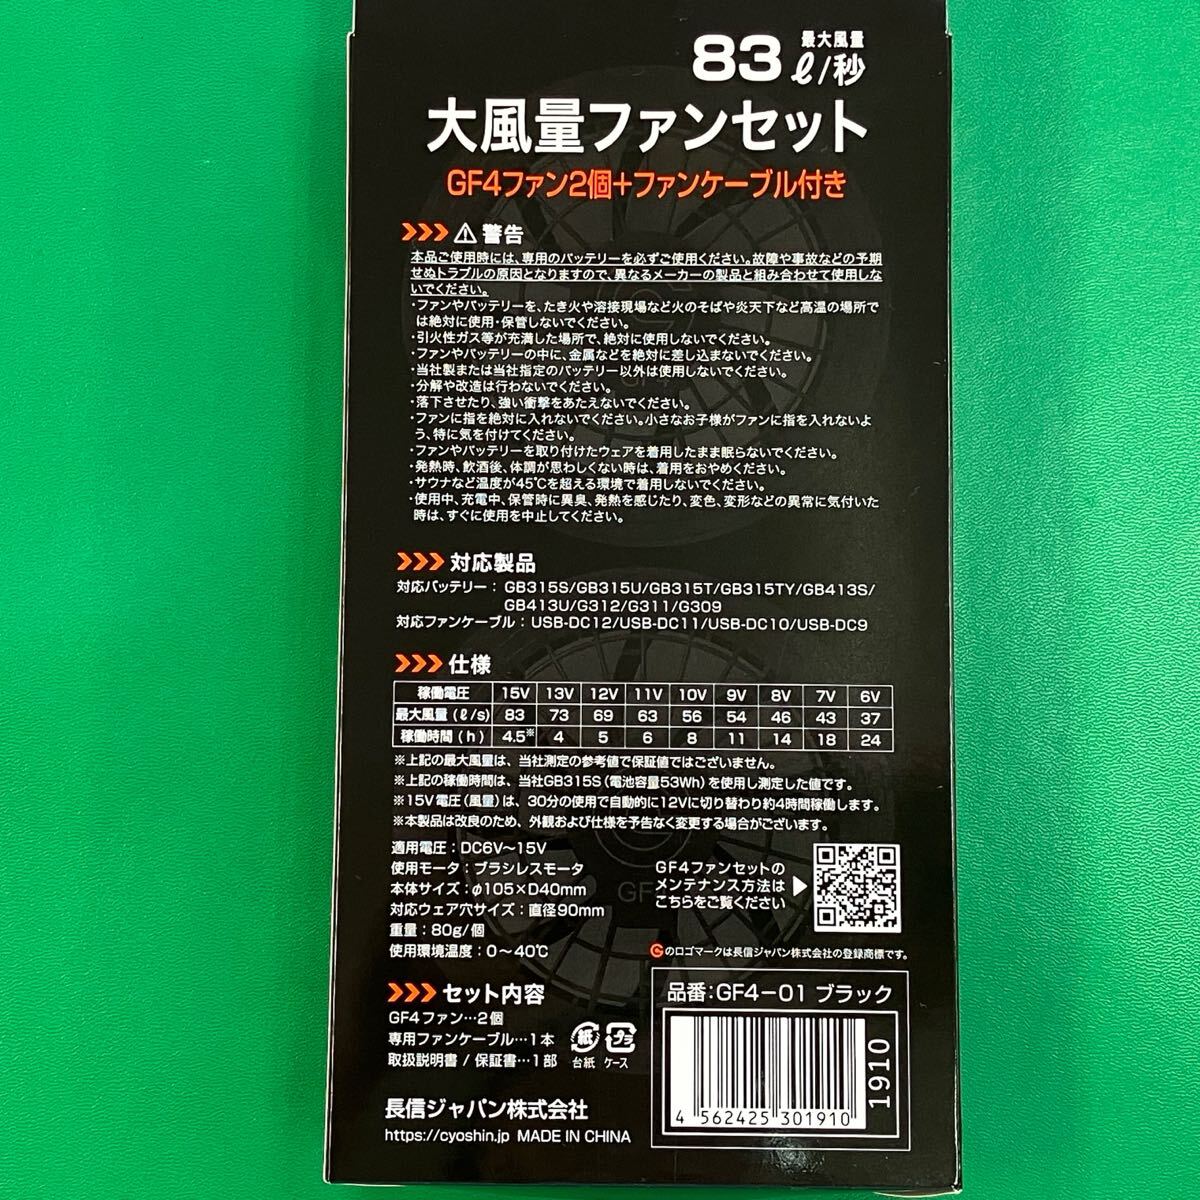 83 最大風量 ℓ/秒
大風量ファンセット
GF4ファン2個+ファンケーブル付き
警告
本品ご使用時には、専用のバッテリーを必ずご使用ください。故障や事故などの予期
せぬトラブルの原因となりますので、異なるメーカーの製品と組み合わせて使用しな
いでください。
・ファンやバッテリーを、たき火や溶接現場など火のそばや炎天下など高温の場所で
は絶対に使用・保管しないでください。
・引火性ガス等が充満した場所で、絶対に使用しないでください。
・ファンやバッテリーの中に、金属などを絶対に差し込まないでください。
・当社製または当社指定のバッテリー以外は使用しないでください。
・分解や改造は行わないでください。
・落下させたり、強い衝撃をあたえないでください。
・ファンに指を絶対に入れないでください。小さなお子様がファンに指を入れないよ
う、特に気を付けてください。
・ファンやバッテリーを取り付けたウェアを着用したまま眠らないでください。
・発熱時、飲酒後、体調が思わしくない時は、着用をおやめください。
・サウナなど温度が45℃を超える環境で着用しないでください。
・使用中、充電中、保管時に異臭、発熱を感じたり、変色、変形などの異常に気付いた
時は、すぐに使用を中止してください。
対応製品
対応バッテリー：GB315S/GB315U/GB315T/GB315TY/GB413S/
GB413U/G312/G311/G309
対応ファンケーブル：USB-DC12/USB-DC11/USB-DC10/USB-DC9
仕様
稼働電圧 15V 13V 12V 11V 10V 9V 8V 7V 6V
最大風量(ℓ/s) 83 73 69 63 56 54 46 43 37
稼働時間(h) 4.5※ 4 5 6 8 11 14 18 24
※上記の最大風量は、当社測定の参考値で保証値ではございません。
※上記の稼働時間は、当社GB315S(電池容量53Wh)を使用し測定した値です。
※15V電圧(風量)は、30分の使用で自動的に12Vに切り替わり約4時間稼働します。
※本製品は改良のため、外観および仕様を予告なく変更する場合がございます。
適用電圧：DC6V〜15V
使用モータ：ブラシレスモータ
本体サイズ：φ105×D40mm
対応ウェア穴サイズ：直径90mm
重量：80g/個
使用環境温度：0〜40℃
GF4ファンセットの
メンテナンス方法は
こちらをご覧ください
のロゴマークは長信ジャパン株式会社の登録商標です。
セット内容
GF4ファン…2個
専用ファンケーブル…1本
取扱説明書 / 保証書…1部
紙 台紙
プラ ケース
長信ジャパン株式会社
https://cyoshin.jp MADE IN CHINA
品番：GF4-01 ブラック
4 562425 301910
1910
GF4
GF4